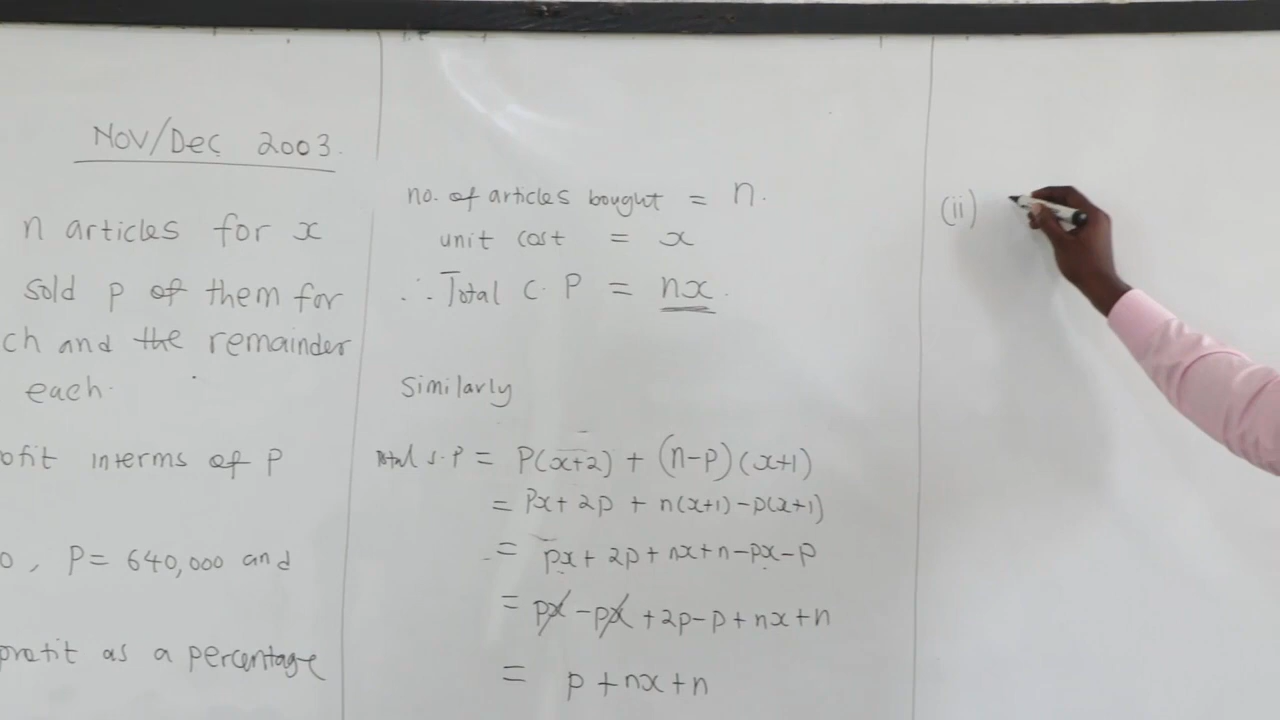 Nov/Dec 2003.
n articles for x
sold p of them for
ch and the remainder
each.
ofit interms of P
0, P= 640,000 and
profit as a percentage
no. of articles bought = n.
unit cost = x
∴ Total C.P = nx.
Similarly
Total S.P = P(x+2) + (n-p)(x+1)
= Px + 2p + n(x+1) - p(x+1)
= px + 2p + nx + n - px - p
= px - px + 2p - p + nx + n
= p + nx + n
(ii)